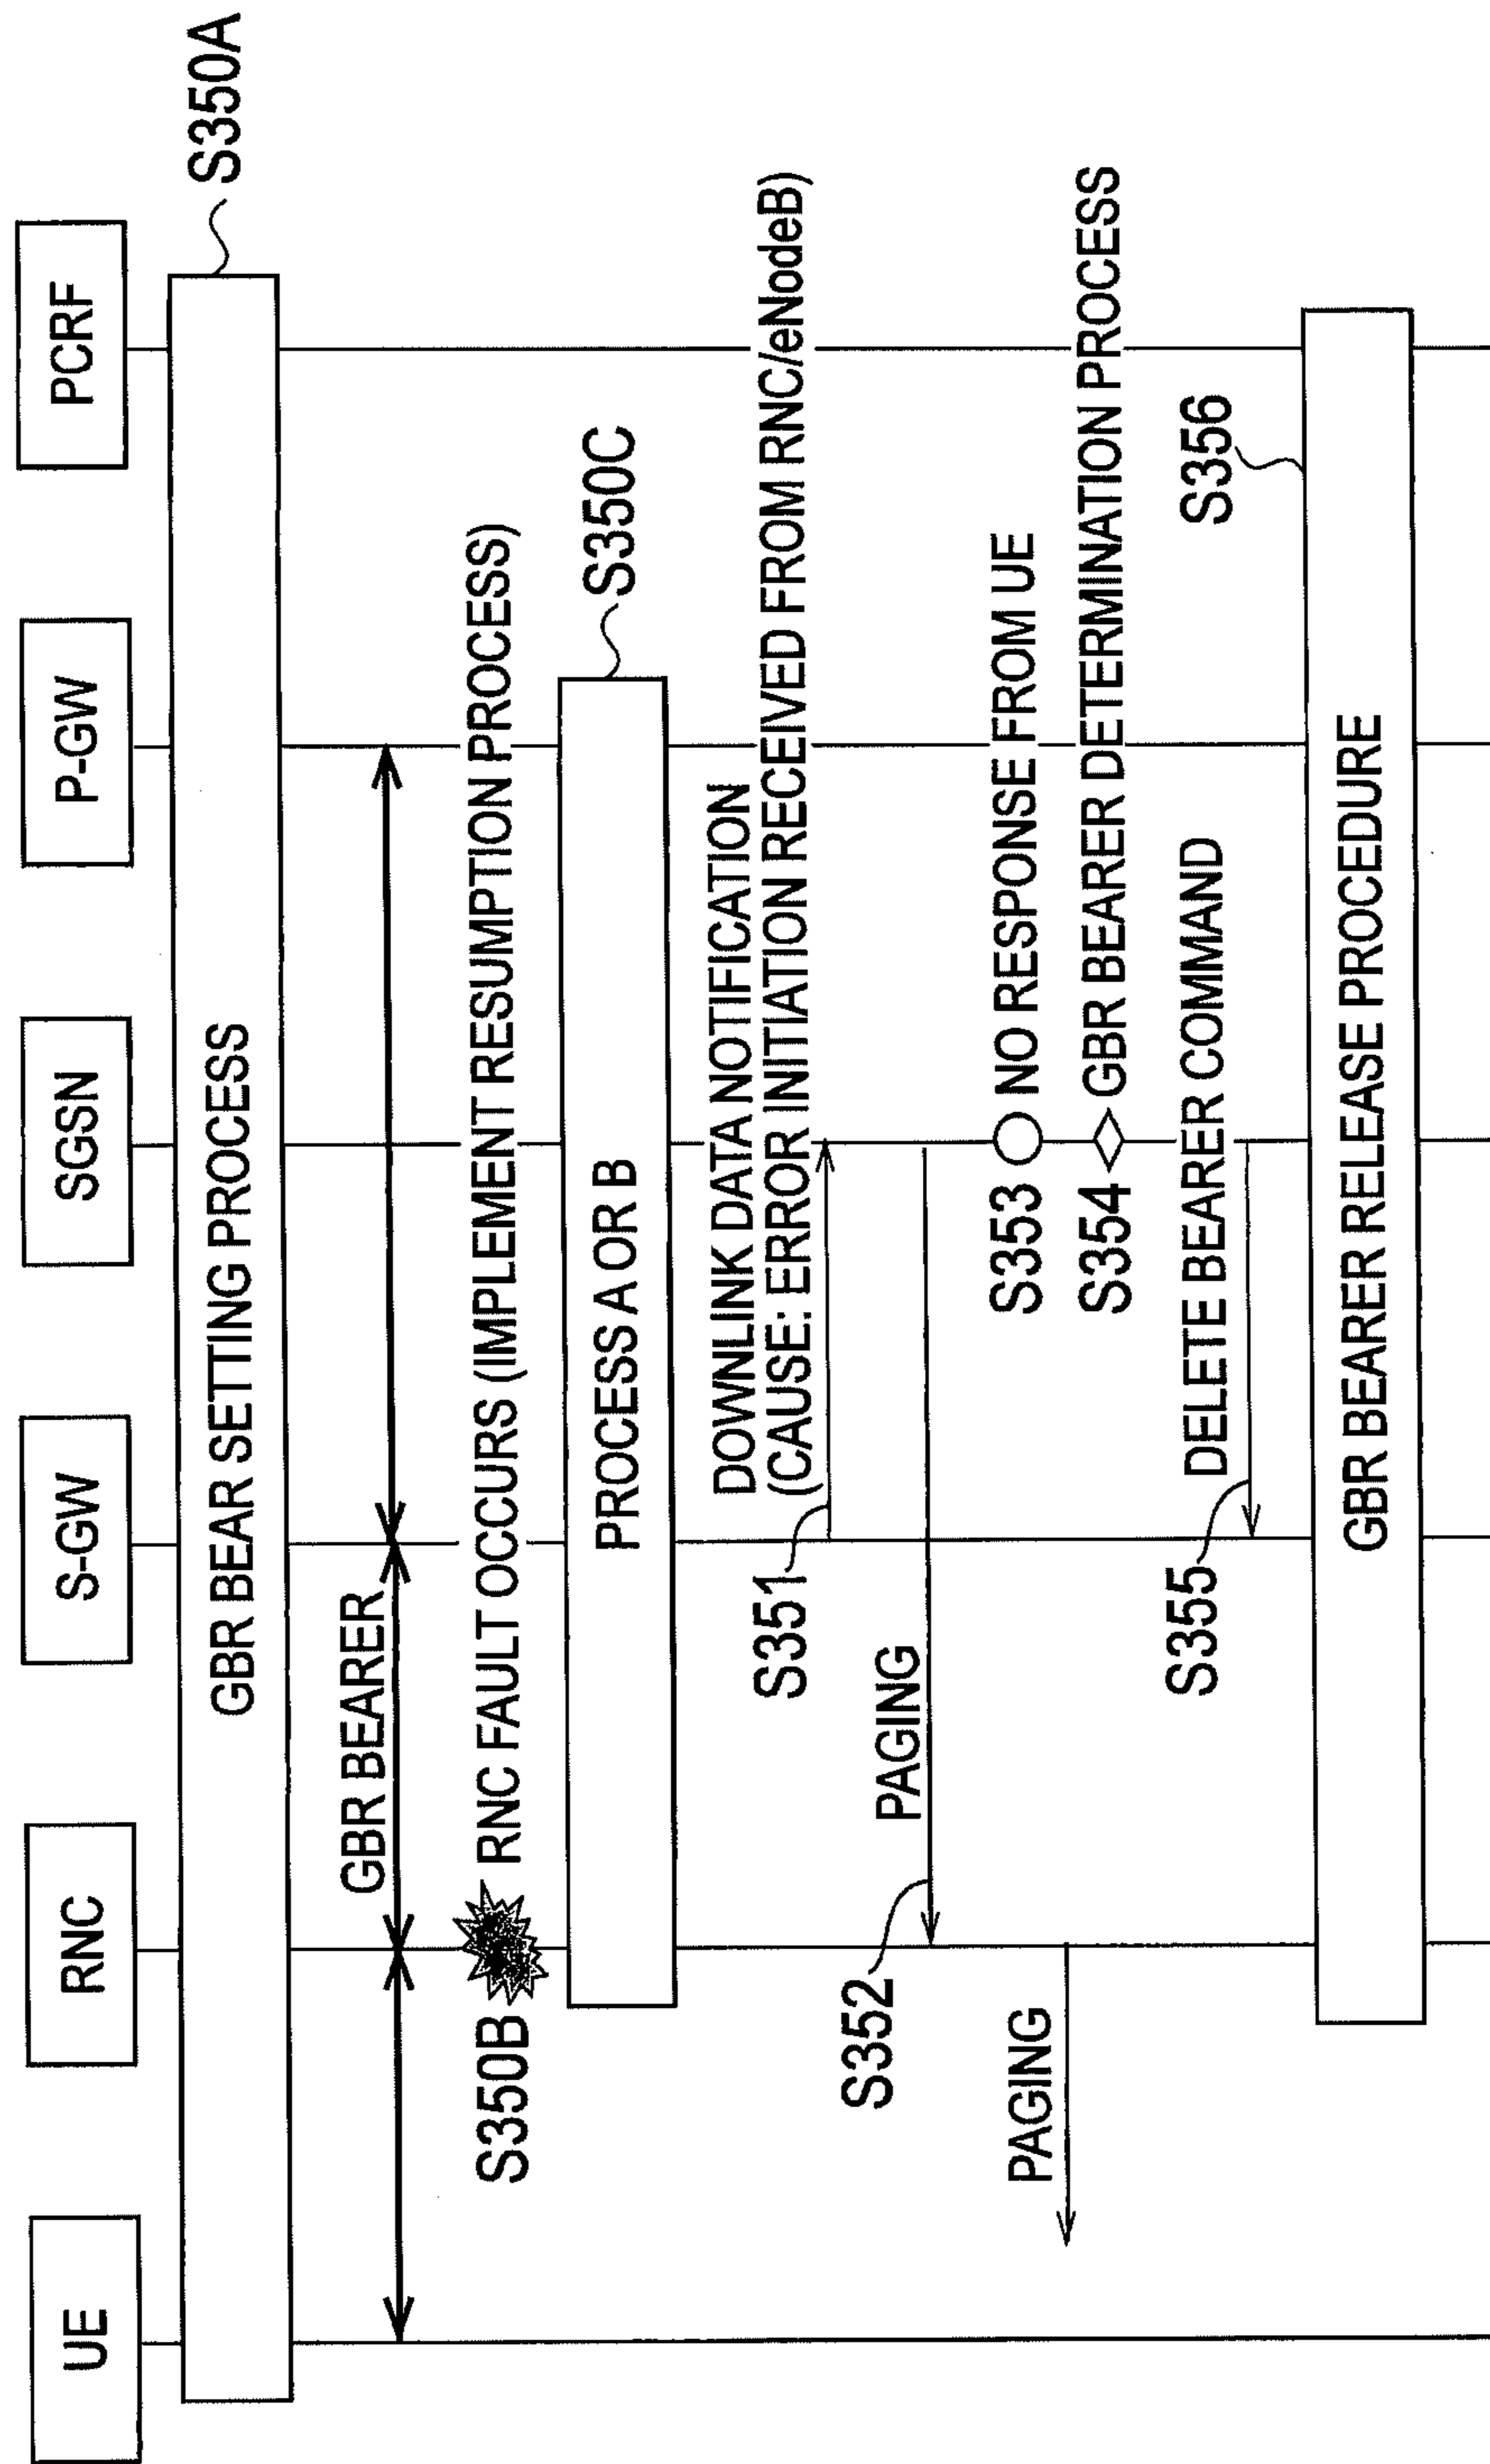 UE
RNC
S-GW
SGSN
P-GW
PCRF
GBR BEAR SETTING PROCESS
S350A
GBR BEARER
S350B
RNC FAULT OCCURS (IMPLEMENT RESUMPTION PROCESS)
PROCESS A OR B
S350C
DOWNLINK DATA NOTIFICATION
(CAUSE: ERROR INITIATION RECEIVED FROM RNC/eNodeB)
S351
S352
PAGING
PAGING
S353
NO RESPONSE FROM UE
S354
GBR BEARER DETERMINATION PROCESS
S355
DELETE BEARER COMMAND
S356
GBR BEARER RELEASE PROCEDURE